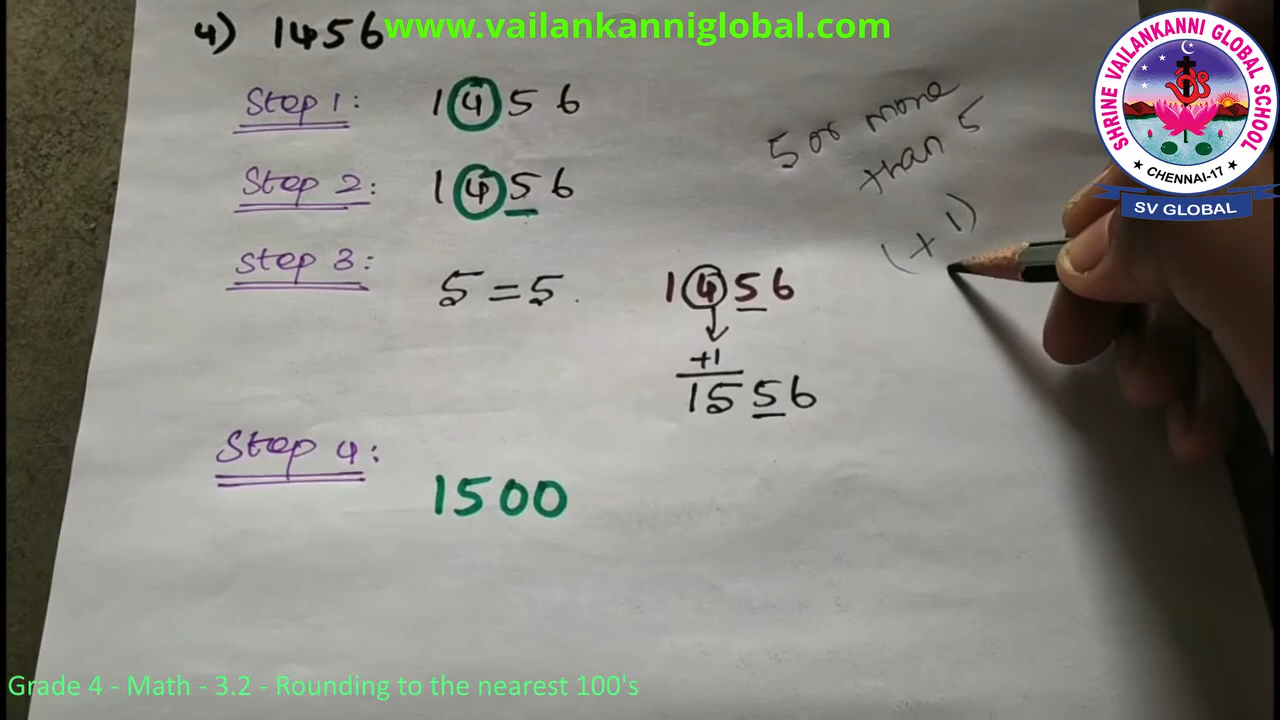 4) 1456
www.vailankanniglobal.com
Step 1: 1456
Step 2: 1456
Step 3: 5=5.
1456
+1
1556
Step 4: 1500
5 or more
than 5
(+1)
SHRINE VAILANKANNI GLOBAL SCHOOL
★ CHENNAI-17 ★
SV GLOBAL
Grade 4 - Math - 3.2 - Rounding to the nearest 100's